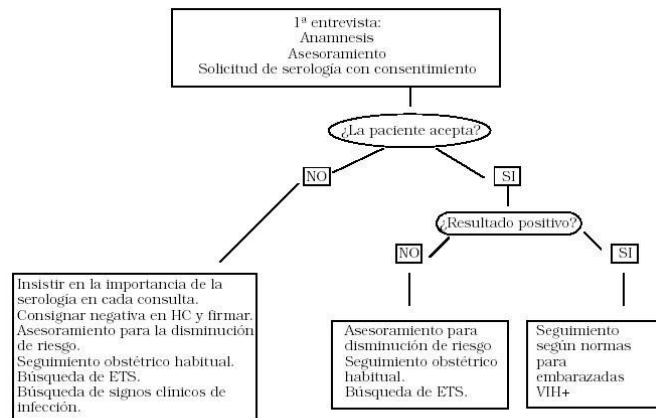 1ª entrevista:
Anamnesis
Asesoramiento
Solicitud de serología con consentimiento
¿La paciente acepta?
NO
SI
¿Resultado positivo?
NO
SI
Insistir en la importancia de la
serología en cada consulta.
Consignar negativa en HC y firmar.
Asesoramiento para la disminución
de riesgo.
Seguimiento obstétrico habitual.
Búsqueda de ETS.
Búsqueda de signos clínicos de
infección.
Asesoramiento para
disminución de riesgo
Seguimiento obstétrico
habitual.
Búsqueda de ETS.
Seguimiento
según normas
para
embarazadas
VIH+